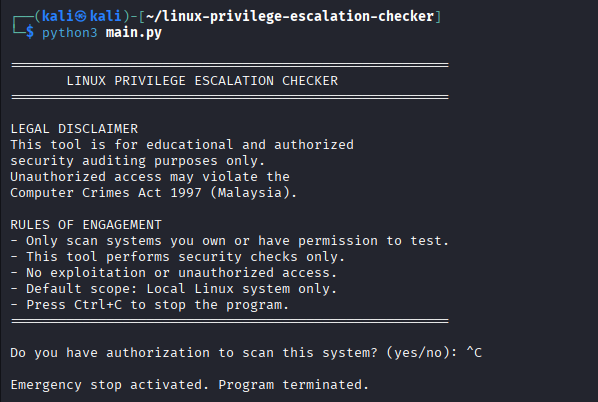 ┌──(kali㉿kali)-[~/linux-privilege-escalation-checker]
└─$ python3 main.py
======================================================
LINUX PRIVILEGE ESCALATION CHECKER
======================================================
LEGAL DISCLAIMER
This tool is for educational and authorized
security auditing purposes only.
Unauthorized access may violate the
Computer Crimes Act 1997 (Malaysia).
RULES OF ENGAGEMENT
- Only scan systems you own or have permission to test.
- This tool performs security checks only.
- No exploitation or unauthorized access.
- Default scope: Local Linux system only.
- Press Ctrl+C to stop the program.
======================================================
Do you have authorization to scan this system? (yes/no): ^C
Emergency stop activated. Program terminated.